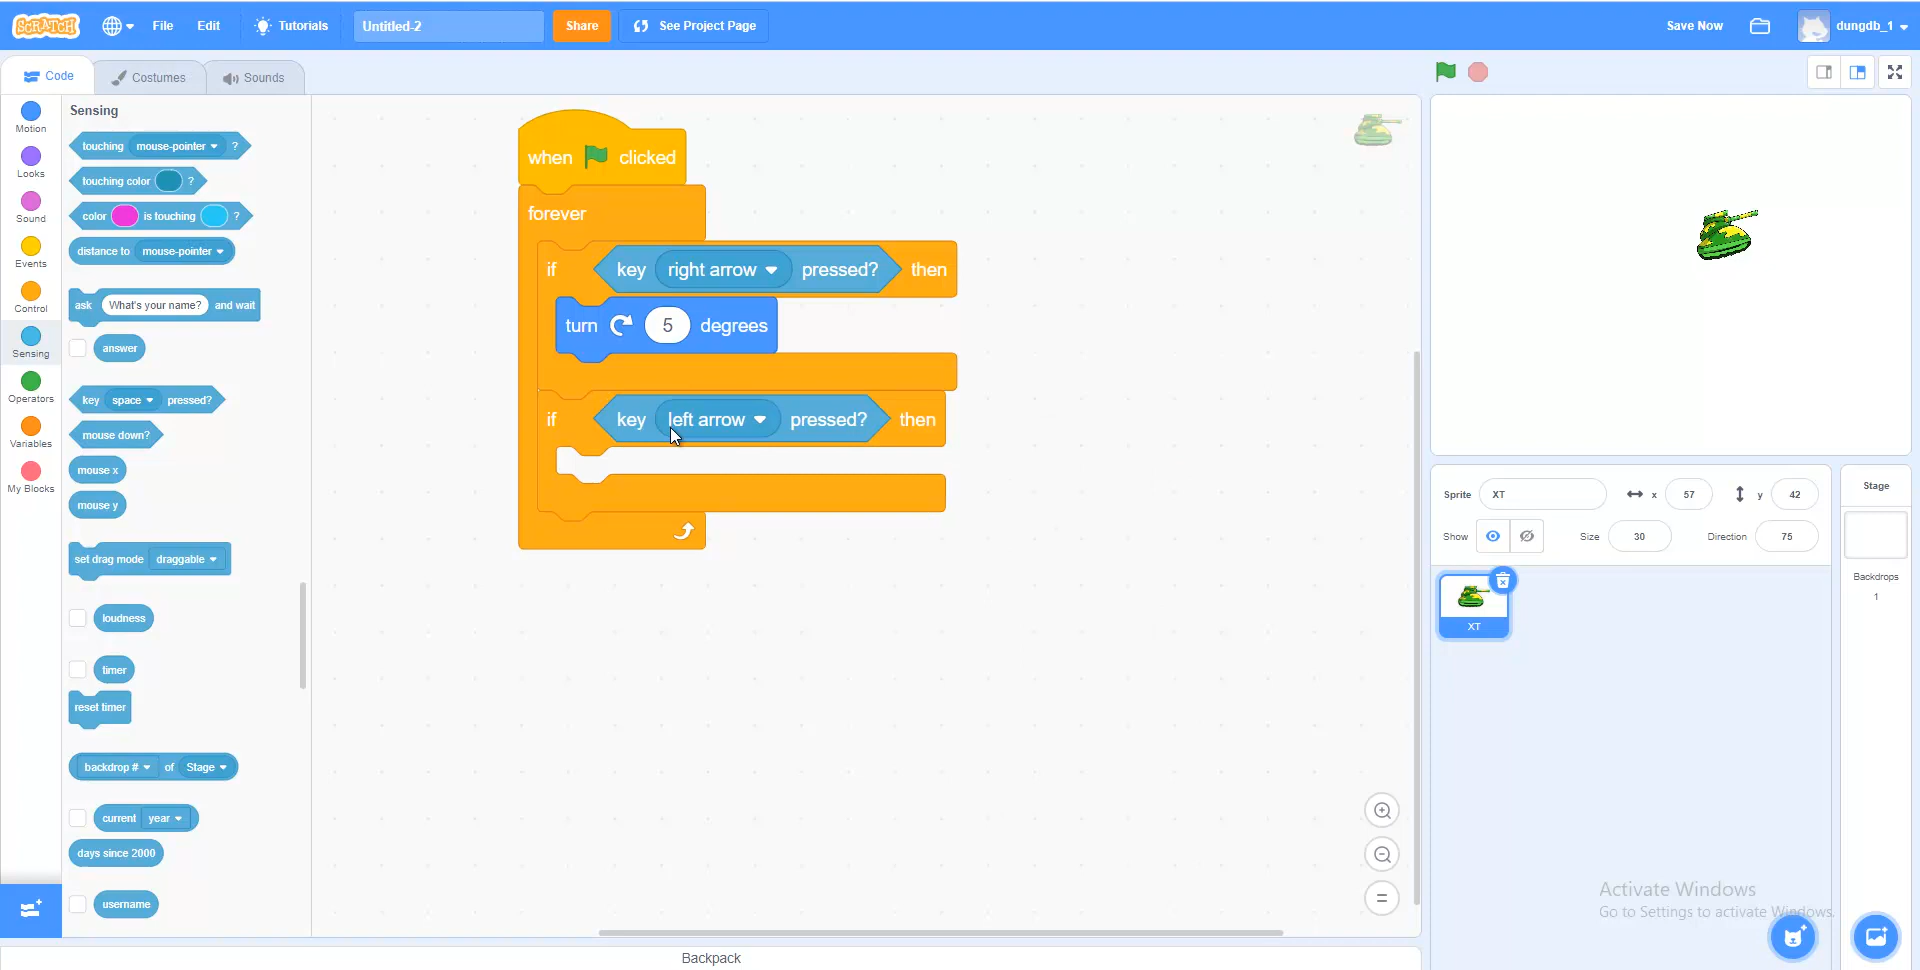 SCRATCH
File
Edit
Tutorials
Untitled-2
Share
See Project Page
Save Now
dungdb_1
Code
Costumes
Sounds
Motion
Looks
Sound
Events
Control
Sensing
Operators
Variables
My Blocks
Sensing
touching mouse-pointer ?
touching color ?
color is touching ?
distance to mouse-pointer
ask What's your name? and wait
answer
key space pressed?
mouse down?
mouse x
mouse y
set drag mode draggable
loudness
timer
reset timer
backdrop # of Stage
current year
days since 2000
username
when clicked
forever
if key right arrow pressed? then
turn 5 degrees
if key left arrow pressed? then
Backpack
Sprite XT x 57 y 42
Show Size 30 Direction 75
XT
Stage
Backdrops
1
Activate Windows
Go to Settings to activate Windows.